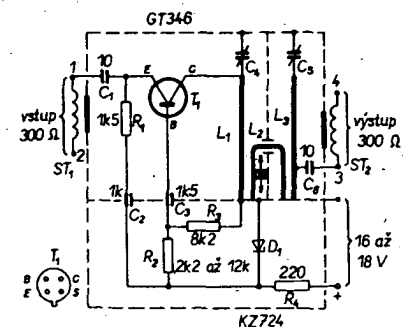 GT346
1
10
E
C
C₁
T₁
B
C₄
C₅
vstup
300 Ω
1k5
R₁
L₁
L₂
L₃
4
výstup
300 Ω
2
ST₁
10
C₆
3
ST₂
1k
C₂
1k5
C₃
R₃
8k2
T₁
B
C
E
S
R₂
2k2 až 12k
D₁
220
R₄
16 až
18 V
+
KZ724